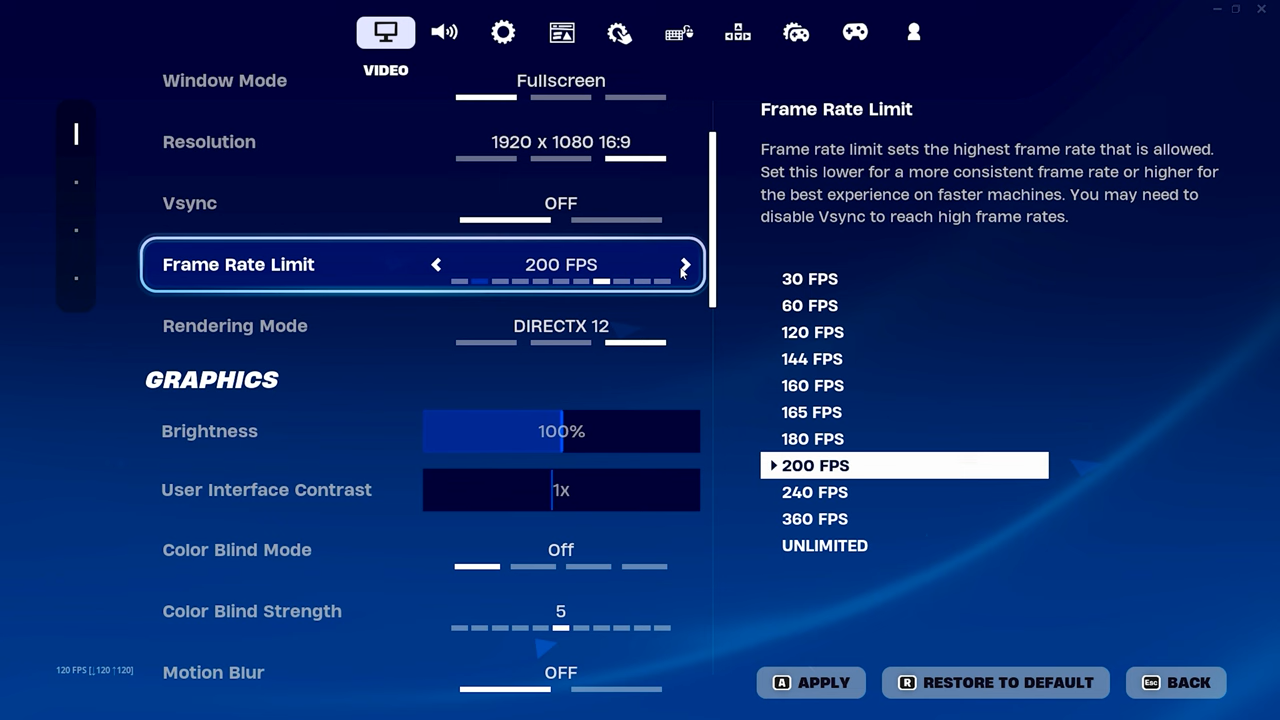 VIDEO
Window Mode
Fullscreen
Resolution
1920 x 1080 16:9
Vsync
OFF
Frame Rate Limit
200 FPS
Rendering Mode
DIRECTX 12
GRAPHICS
Brightness
100%
User Interface Contrast
1x
Color Blind Mode
Off
Color Blind Strength
5
Motion Blur
OFF
120 FPS [↓120 ↑120]
Frame Rate Limit
Frame rate limit sets the highest frame rate that is allowed.
Set this lower for a more consistent frame rate or higher for
the best experience on faster machines. You may need to
disable Vsync to reach high frame rates.
30 FPS
60 FPS
120 FPS
144 FPS
160 FPS
165 FPS
180 FPS
200 FPS
240 FPS
360 FPS
UNLIMITED
A APPLY
R RESTORE TO DEFAULT
Esc BACK